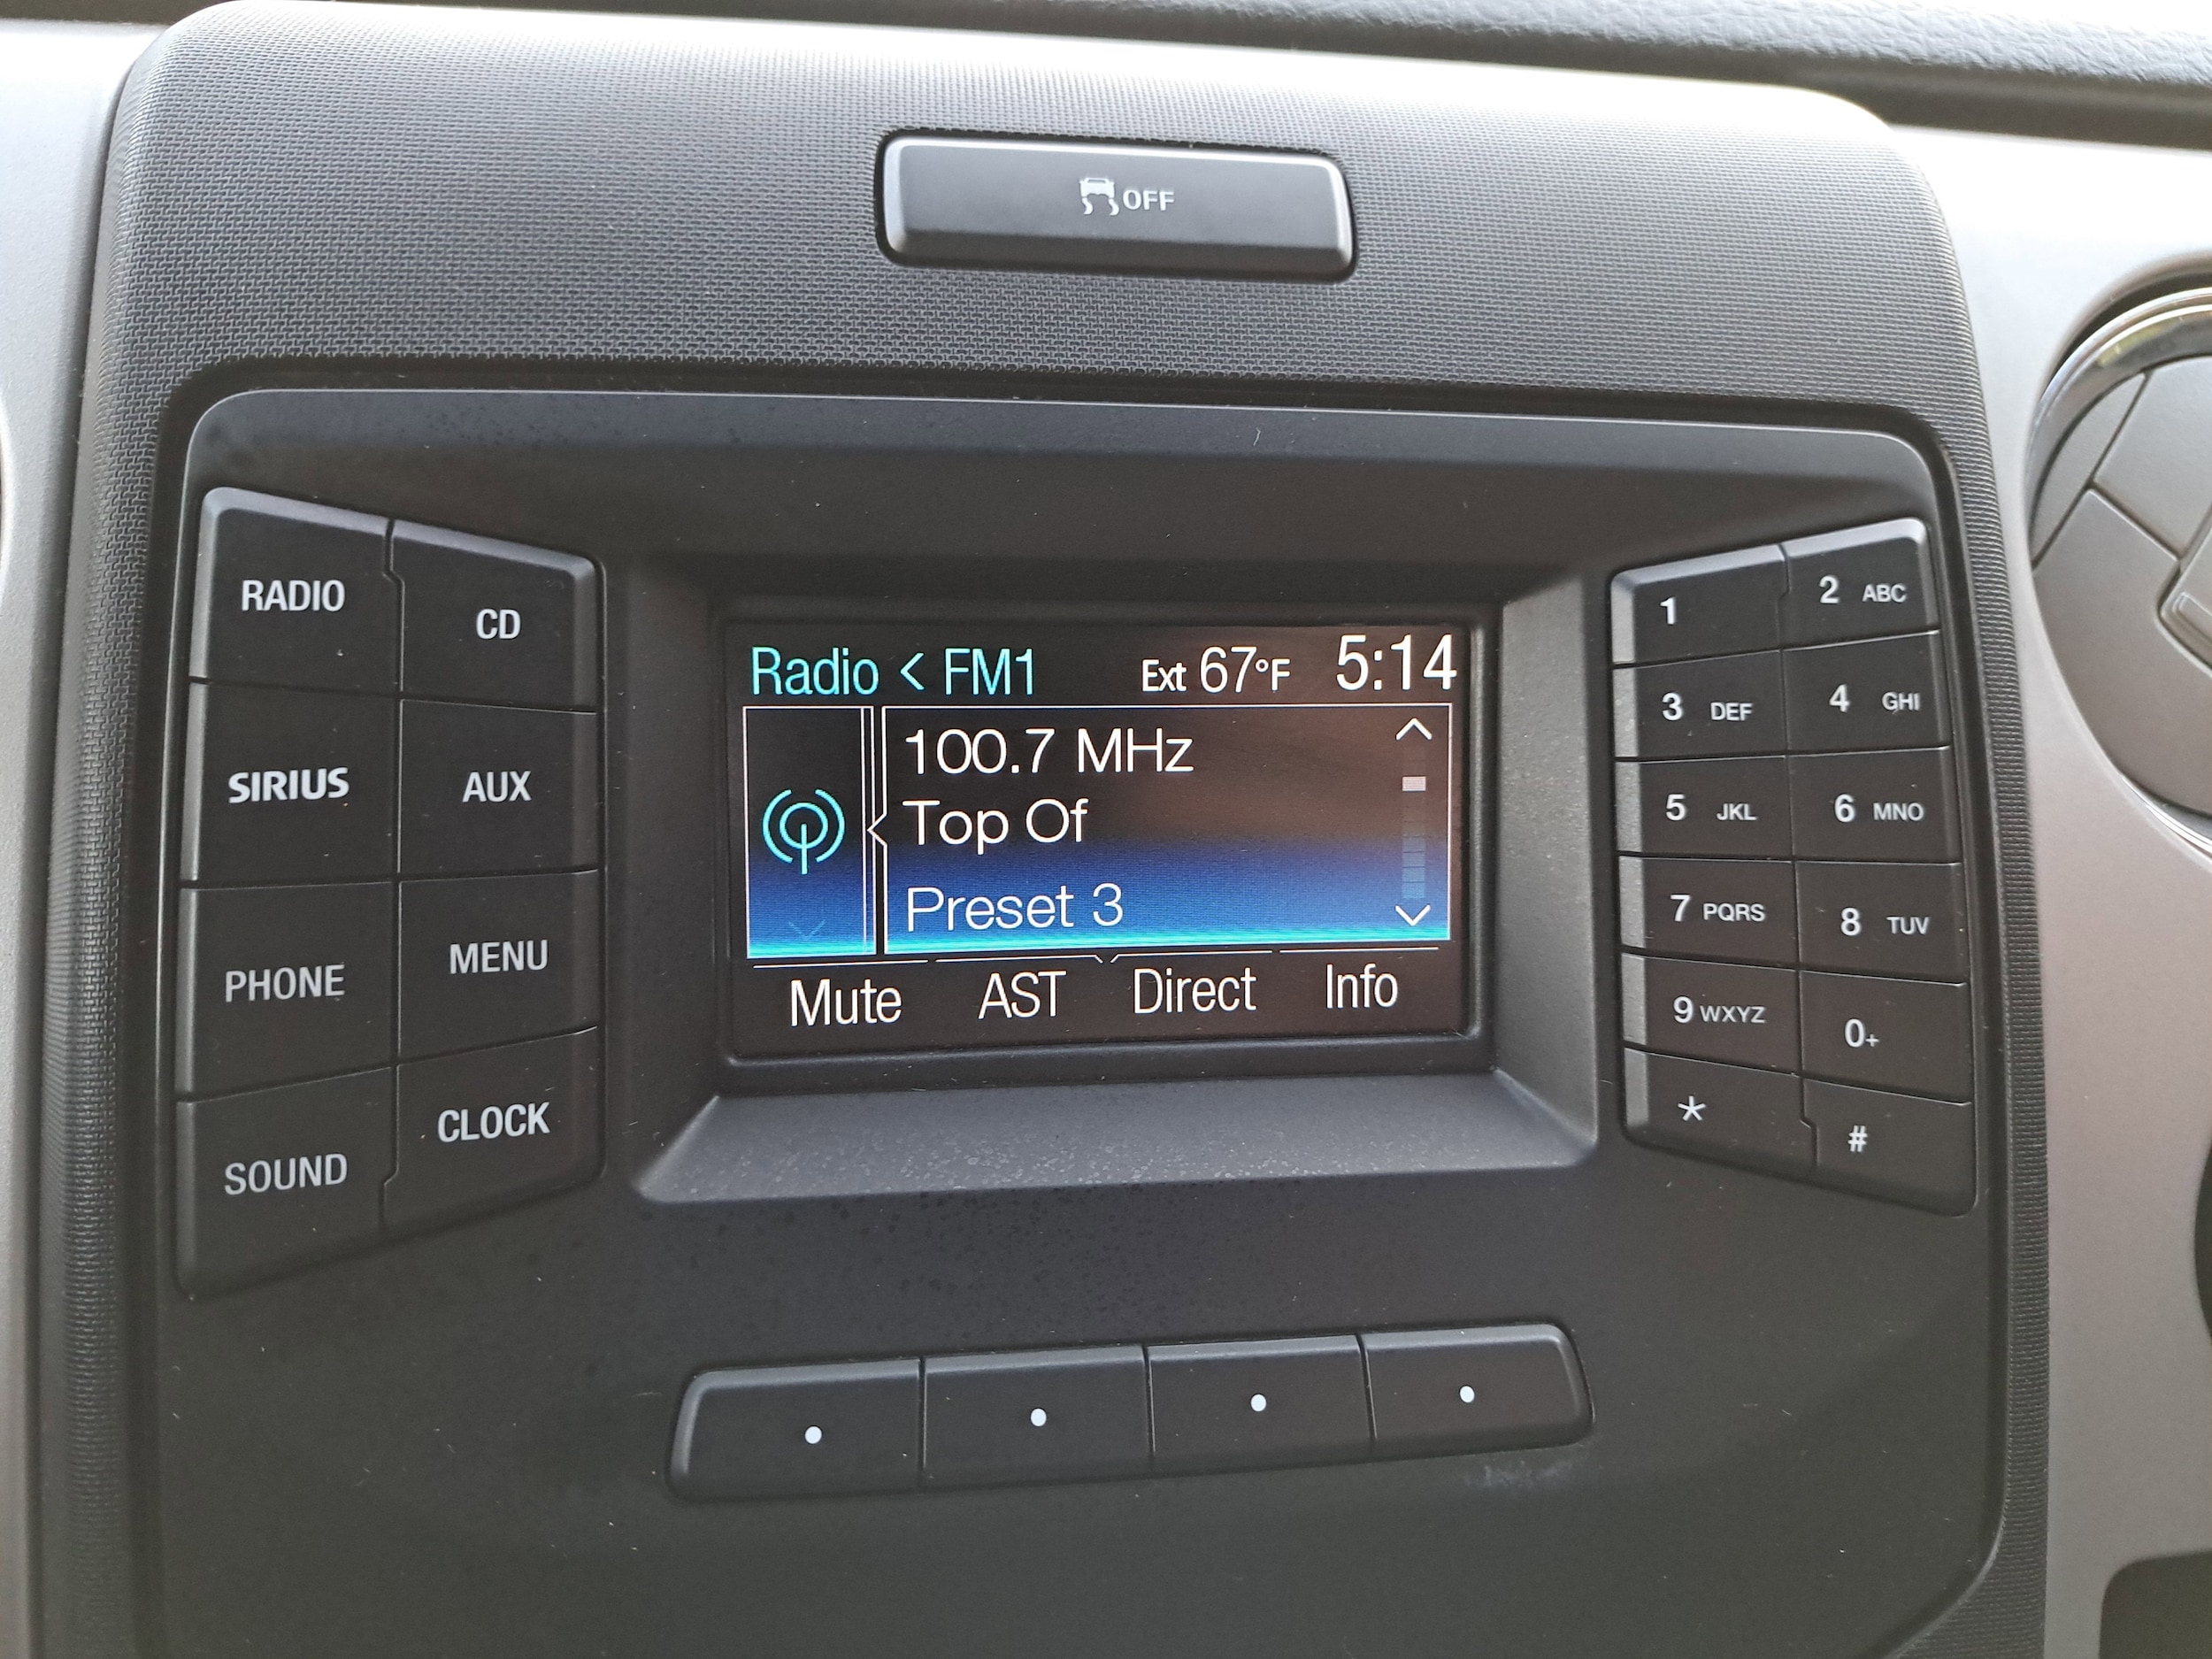 OFF
RADIO
CD
SIRIUS
AUX
PHONE
MENU
SOUND
CLOCK
Radio < FM1 Ext 67°F 5:14
100.7 MHz
Top Of
Preset 3
Mute AST Direct Info
1
2 ABC
3 DEF
4 GHI
5 JKL
6 MNO
7 PQRS
8 TUV
9 WXYZ
0+
*
#